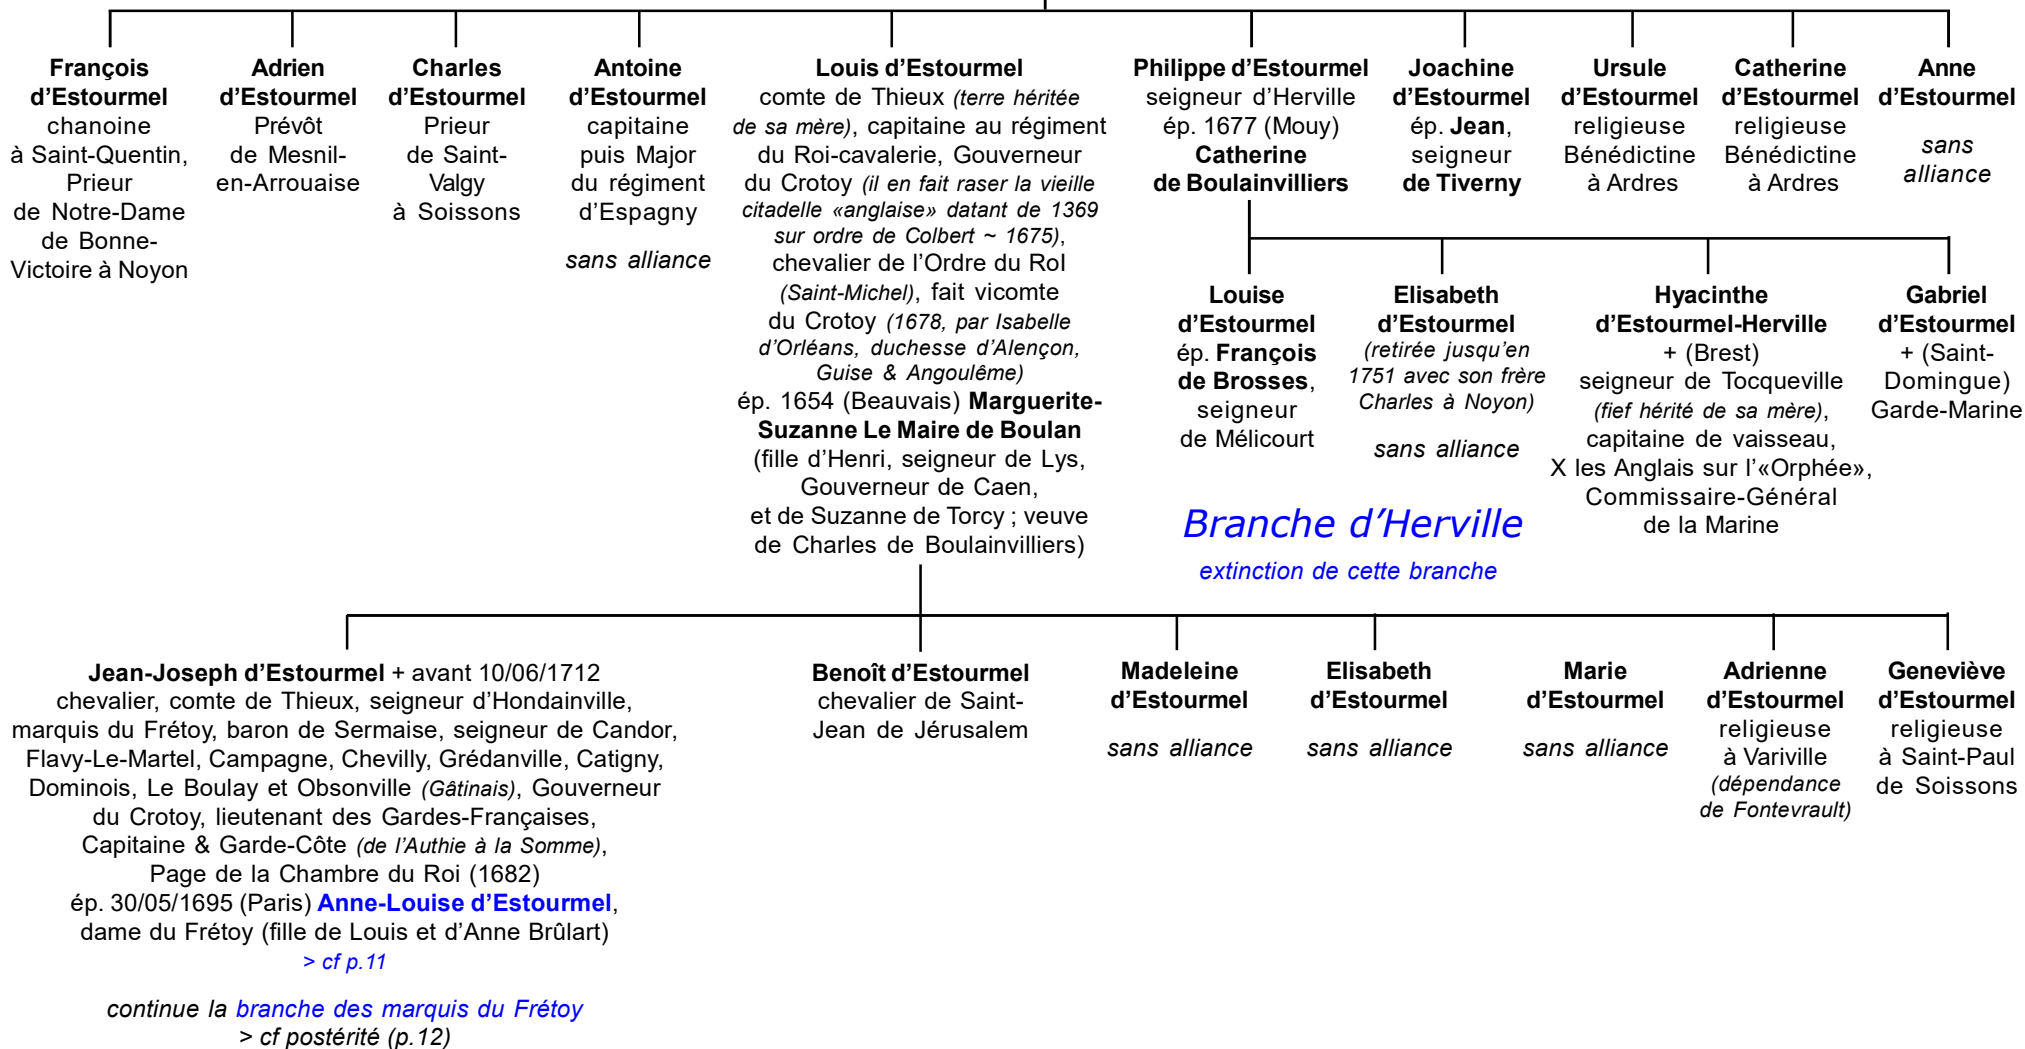 François
d'Estourmel
chanoine
à Saint-Quentin,
Prieur
de Notre-Dame
de Bonne-
Victoire à Noyon
Adrien
d'Estourmel
Prévôt
de Mesnil-
en-Arrouaise
Charles
d'Estourmel
Prieur
de Saint-
Valgy
à Soissons
Antoine
d'Estourmel
capitaine
puis Major
du régiment
d'Espagny
sans alliance
Louis d'Estourmel
comte de Thieux (terre héritée
de sa mère), capitaine au régiment
du Roi-cavalerie, Gouverneur
du Crotoy (il en fait raser la vieille
citadelle «anglaise» datant de 1369
sur ordre de Colbert ~ 1675),
chevalier de l'Ordre du RoI
(Saint-Michel), fait vicomte
du Crotoy (1678, par Isabelle
d'Orléans, duchesse d'Alençon,
Guise & Angoulême)
ép. 1654 (Beauvais) Marguerite-
Suzanne Le Maire de Boulan
(fille d'Henri, seigneur de Lys,
Gouverneur de Caen,
et de Suzanne de Torcy ; veuve
de Charles de Boulainvilliers)
Philippe d'Estourmel
seigneur d'Herville
ép. 1677 (Mouy)
Catherine
de Boulainvilliers
Joachine
d'Estourmel
ép. Jean,
seigneur
de Tiverny
Ursule
d'Estourmel
religieuse
Bénédictine
à Ardres
Catherine
d'Estourmel
religieuse
Bénédictine
à Ardres
Anne
d'Estourmel
sans
alliance
Louise
d'Estourmel
ép. François
de Brosses,
seigneur
de Mélicourt
Elisabeth
d'Estourmel
(retirée jusqu'en
1751 avec son frère
Charles à Noyon)
sans alliance
Hyacinthe
d'Estourmel-Herville
+ (Brest)
seigneur de Tocqueville
(fief hérité de sa mère),
capitaine de vaisseau,
X les Anglais sur l'«Orphée»,
Commissaire-Général
de la Marine
Gabriel
d'Estourmel
+ (Saint-
Domingue)
Garde-Marine
Branche d'Herville
extinction de cette branche
Jean-Joseph d'Estourmel + avant 10/06/1712
chevalier, comte de Thieux, seigneur d'Hondainville,
marquis du Frétoy, baron de Sermaise, seigneur de Candor,
Flavy-Le-Martel, Campagne, Chevilly, Grédanville, Catigny,
Dominois, Le Boulay et Obsonville (Gâtinais), Gouverneur
du Crotoy, lieutenant des Gardes-Françaises,
Capitaine & Garde-Côte (de l'Authie à la Somme),
Page de la Chambre du Roi (1682)
ép. 30/05/1695 (Paris) Anne-Louise d'Estourmel,
dame du Frétoy (fille de Louis et d'Anne Brûlart)
> cf p.11
continue la branche des marquis du Frétoy
> cf postérité (p.12)
Benoît d'Estourmel
chevalier de Saint-
Jean de Jérusalem
Madeleine
d'Estourmel
sans alliance
Elisabeth
d'Estourmel
sans alliance
Marie
d'Estourmel
sans alliance
Adrienne
d'Estourmel
religieuse
à Variville
(dépendance
de Fontevrault)
Geneviève
d'Estourmel
religieuse
à Saint-Paul
de Soissons